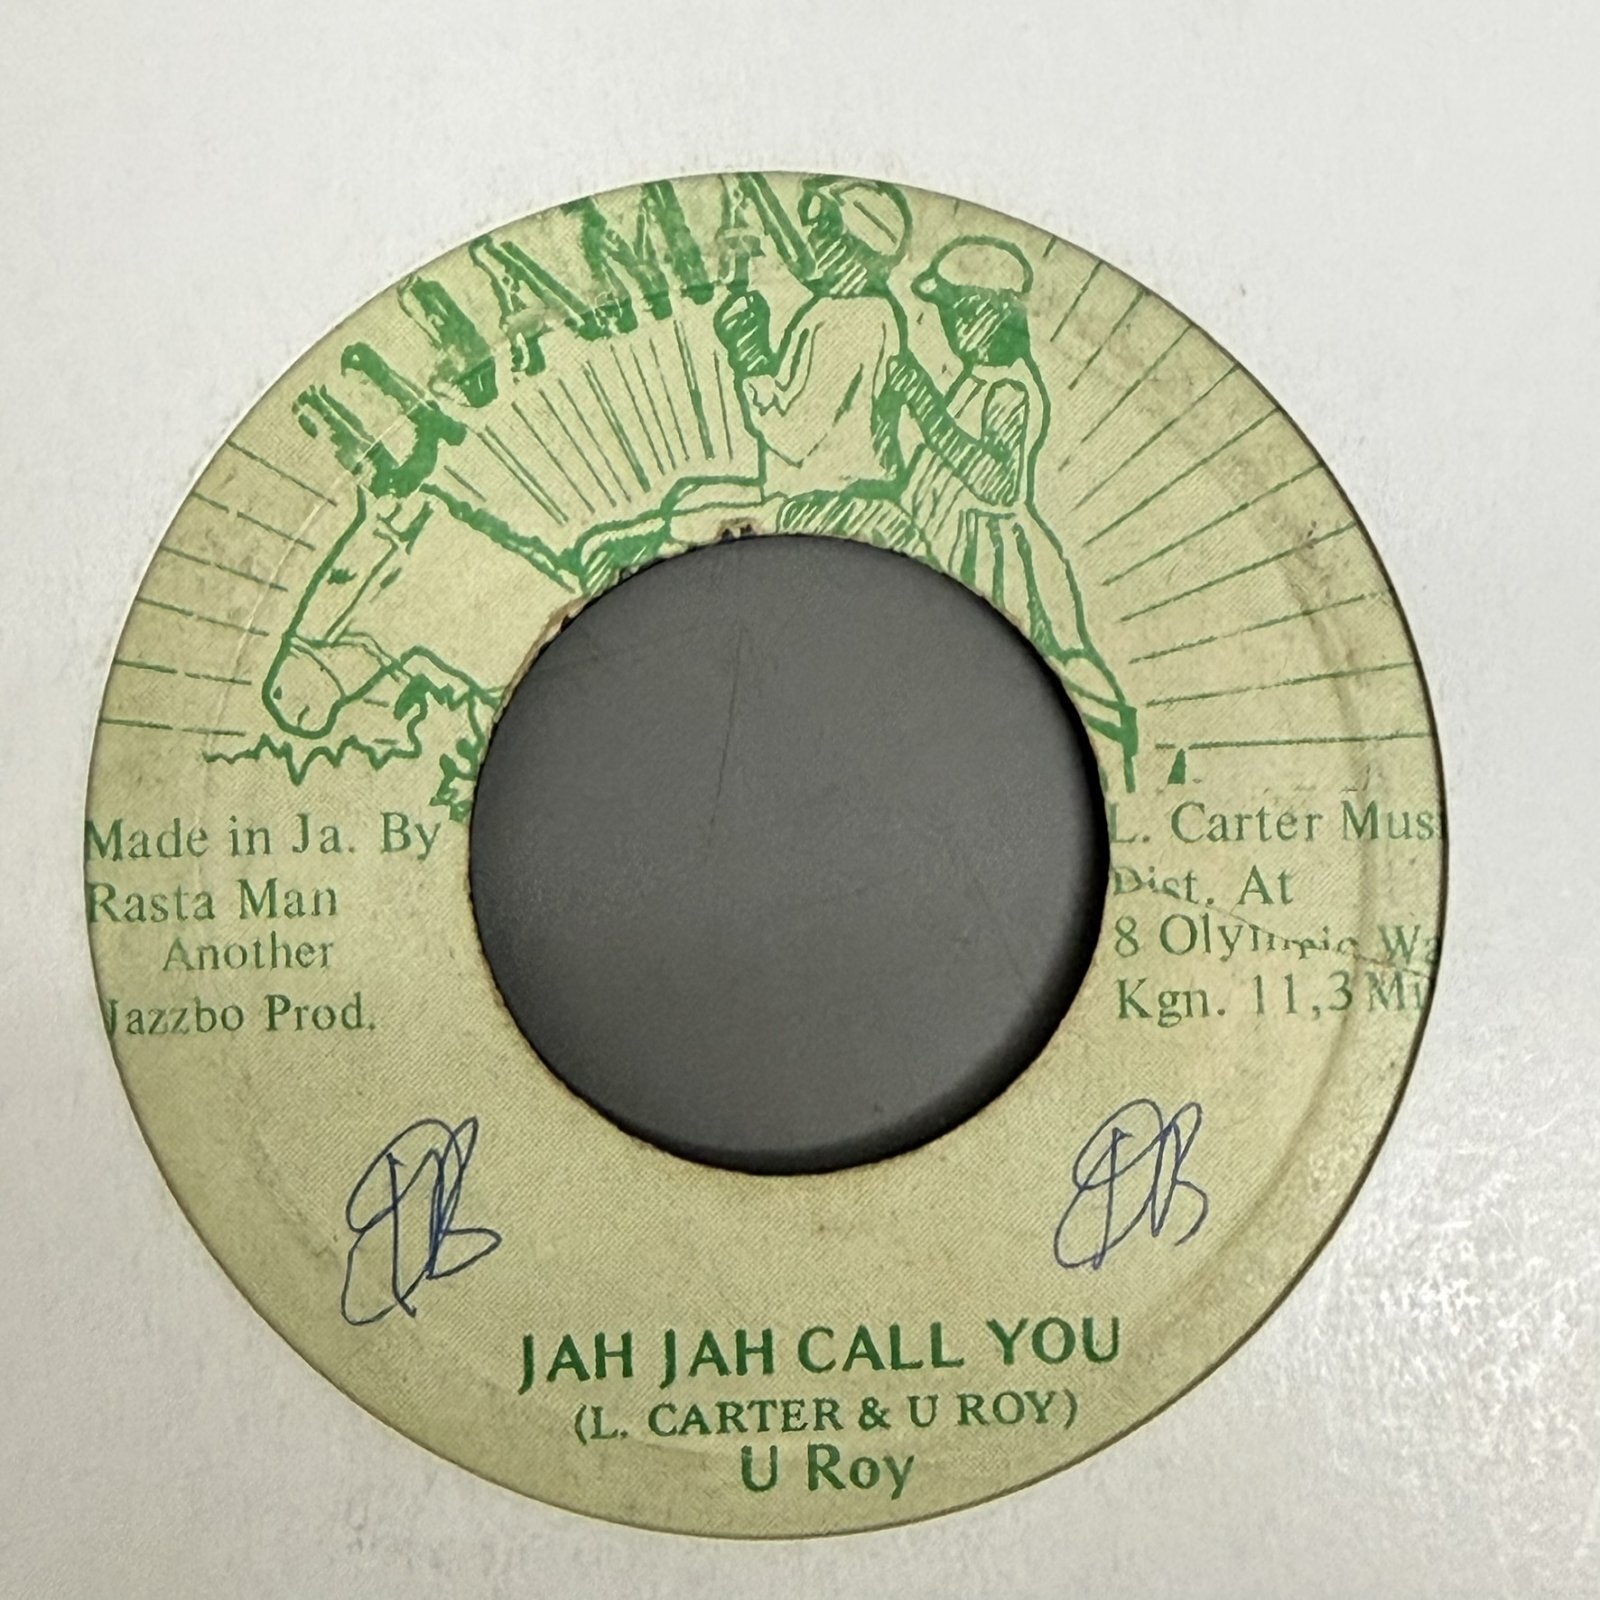 UJAMA
Made in Ja. By
Rasta Man
Another
Jazzbo Prod.
L. Carter Mus
Dist. At
8 Olympic Wa
Kgn. 11, 3 Mi
JAH JAH CALL YOU
(L. CARTER & U ROY)
U Roy